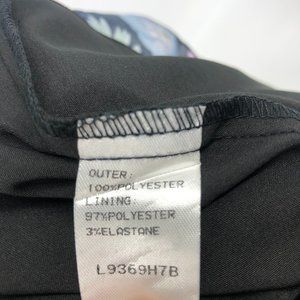 OUTER:
100%POLYESTER
LINING:
97%POLYESTER
3%ELASTANE
L9369H7B